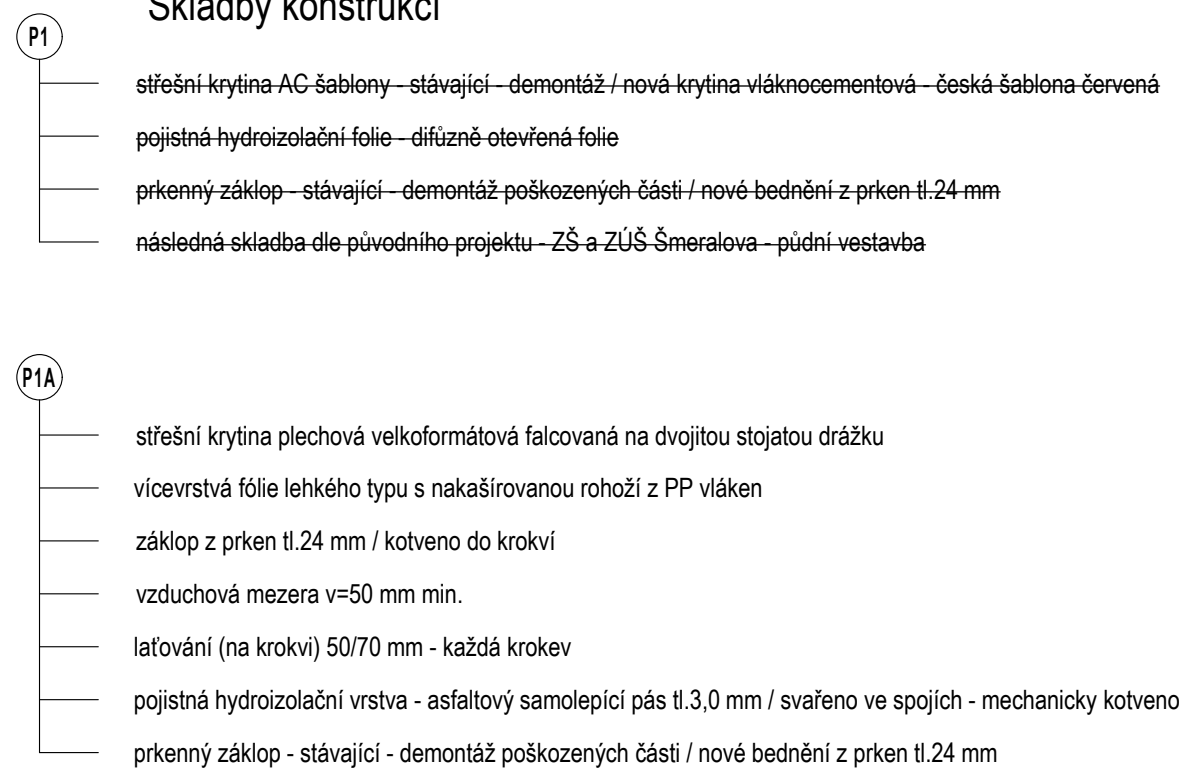 Skladby konstrukcí
P1
střešní krytina AC šablony - stávající - demontáž / nová krytina vláknocementová - česká šablona červená
pojistná hydroizolační folie - difůzně otevřená folie
prkenný záklop - stávající - demontáž poškozených části / nové bednění z prken tl.24 mm
následná skladba dle původního projektu - ZŠ a ZÚŠ Šmeralova - půdní vestavba
P1A
střešní krytina plechová velkoformátová falcovaná na dvojitou stojatou drážku
vícevrstvá fólie lehkého typu s nakašírovanou rohoží z PP vláken
záklop z prken tl.24 mm / kotveno do krokví
vzduchová mezera v=50 mm min.
laťování (na krokvi) 50/70 mm - každá krokev
pojistná hydroizolační vrstva - asfaltový samolepící pás tl.3,0 mm / svařeno ve spojích - mechanicky kotveno
prkenný záklop - stávající - demontáž poškozených části / nové bednění z prken tl.24 mm